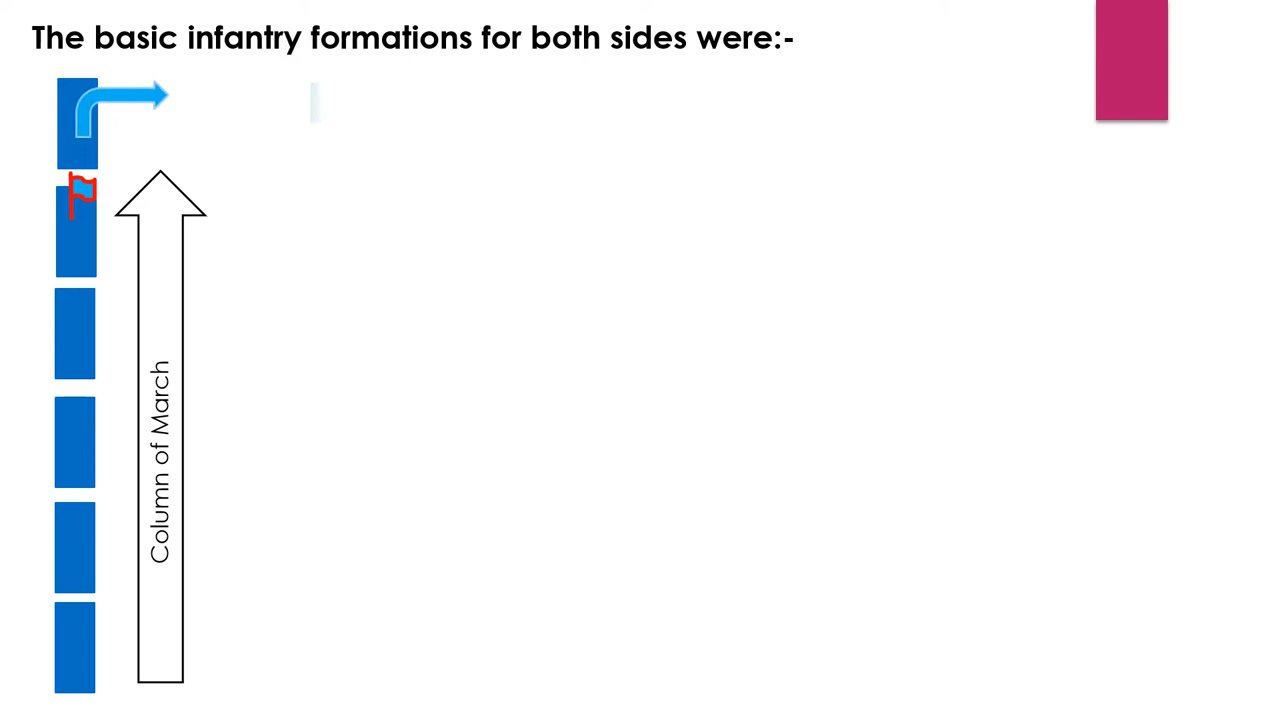 The basic infantry formations for both sides were:-
Column of March